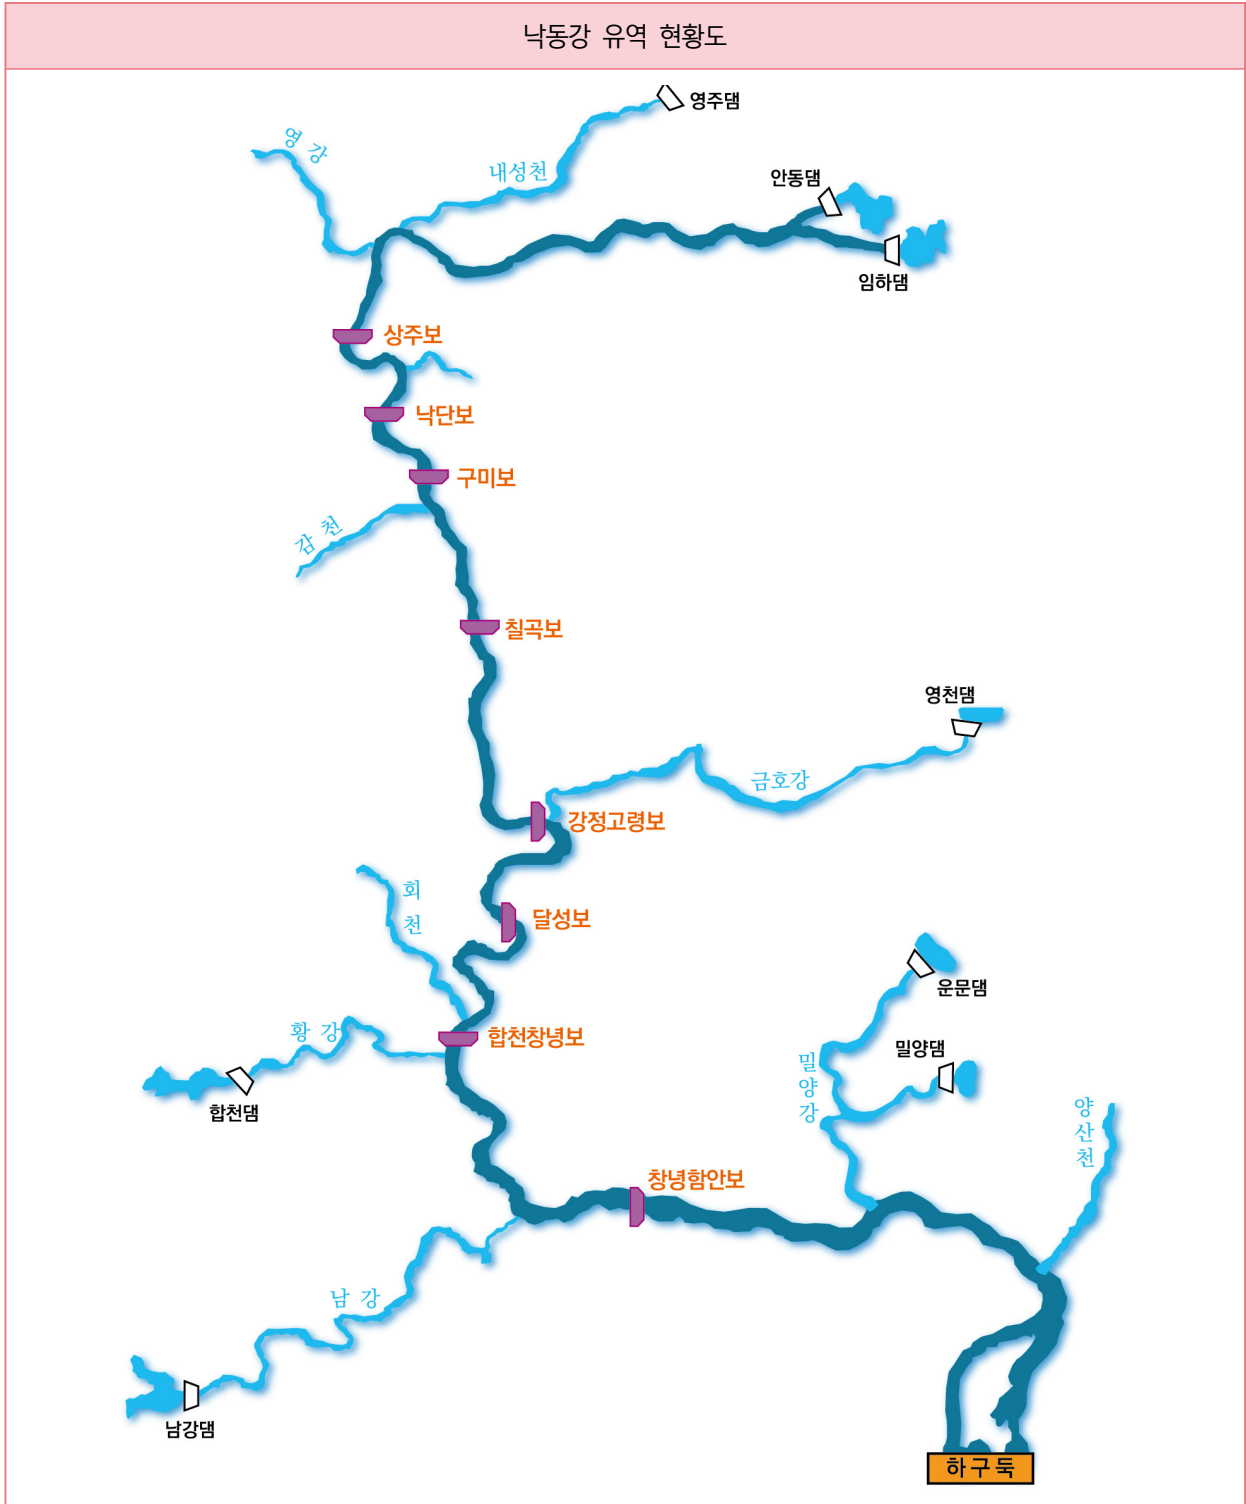 낙동강 유역 현황도
영주댐
영 강
내성천
안동댐
임하댐
상주보
낙단보
구미보
감 천
칠곡보
영천댐
금호강
강정고령보
회
천
달성보
운문댐
합천창녕보
황 강
밀양댐
밀
양
강
합천댐
양
산
천
창녕함안보
남 강
남강댐
하구둑